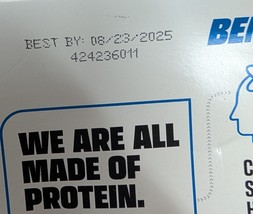 BEST BY: 08/23/2025
424236011
WE ARE ALL
MADE OF
PROTEIN.